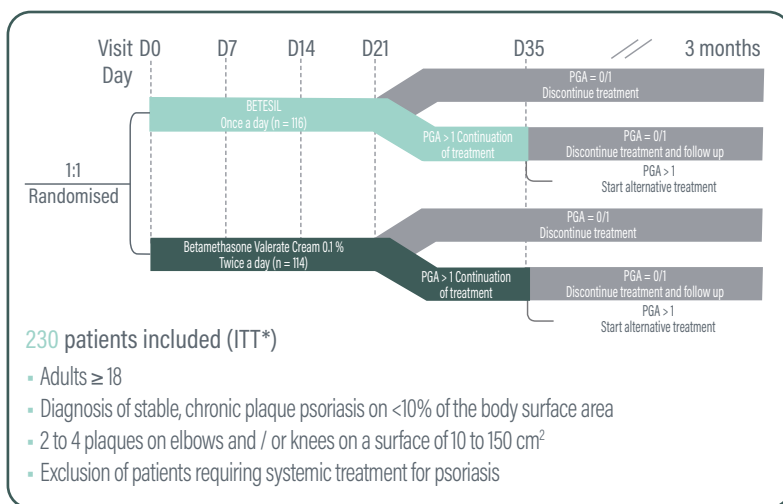 Visit Day D0 D7 D14 D21 D35 3 months
PGA = 0/1
Discontinue treatment
BETESIL
Once a day (n = 116)
PGA > 1 Continuation
of treatment
PGA = 0/1
Discontinue treatment and follow up
PGA > 1
Start alternative treatment
1:1
Randomised
PGA = 0/1
Discontinue treatment
Betamethasone Valerate Cream 0.1 %
Twice a day (n = 114)
PGA > 1 Continuation
of treatment
PGA = 0/1
Discontinue treatment and follow up
PGA > 1
Start alternative treatment
230 patients included (ITT*)
▪ Adults ≥ 18
▪ Diagnosis of stable, chronic plaque psoriasis on <10% of the body surface area
▪ 2 to 4 plaques on elbows and / or knees on a surface of 10 to 150 cm²
▪ Exclusion of patients requiring systemic treatment for psoriasis